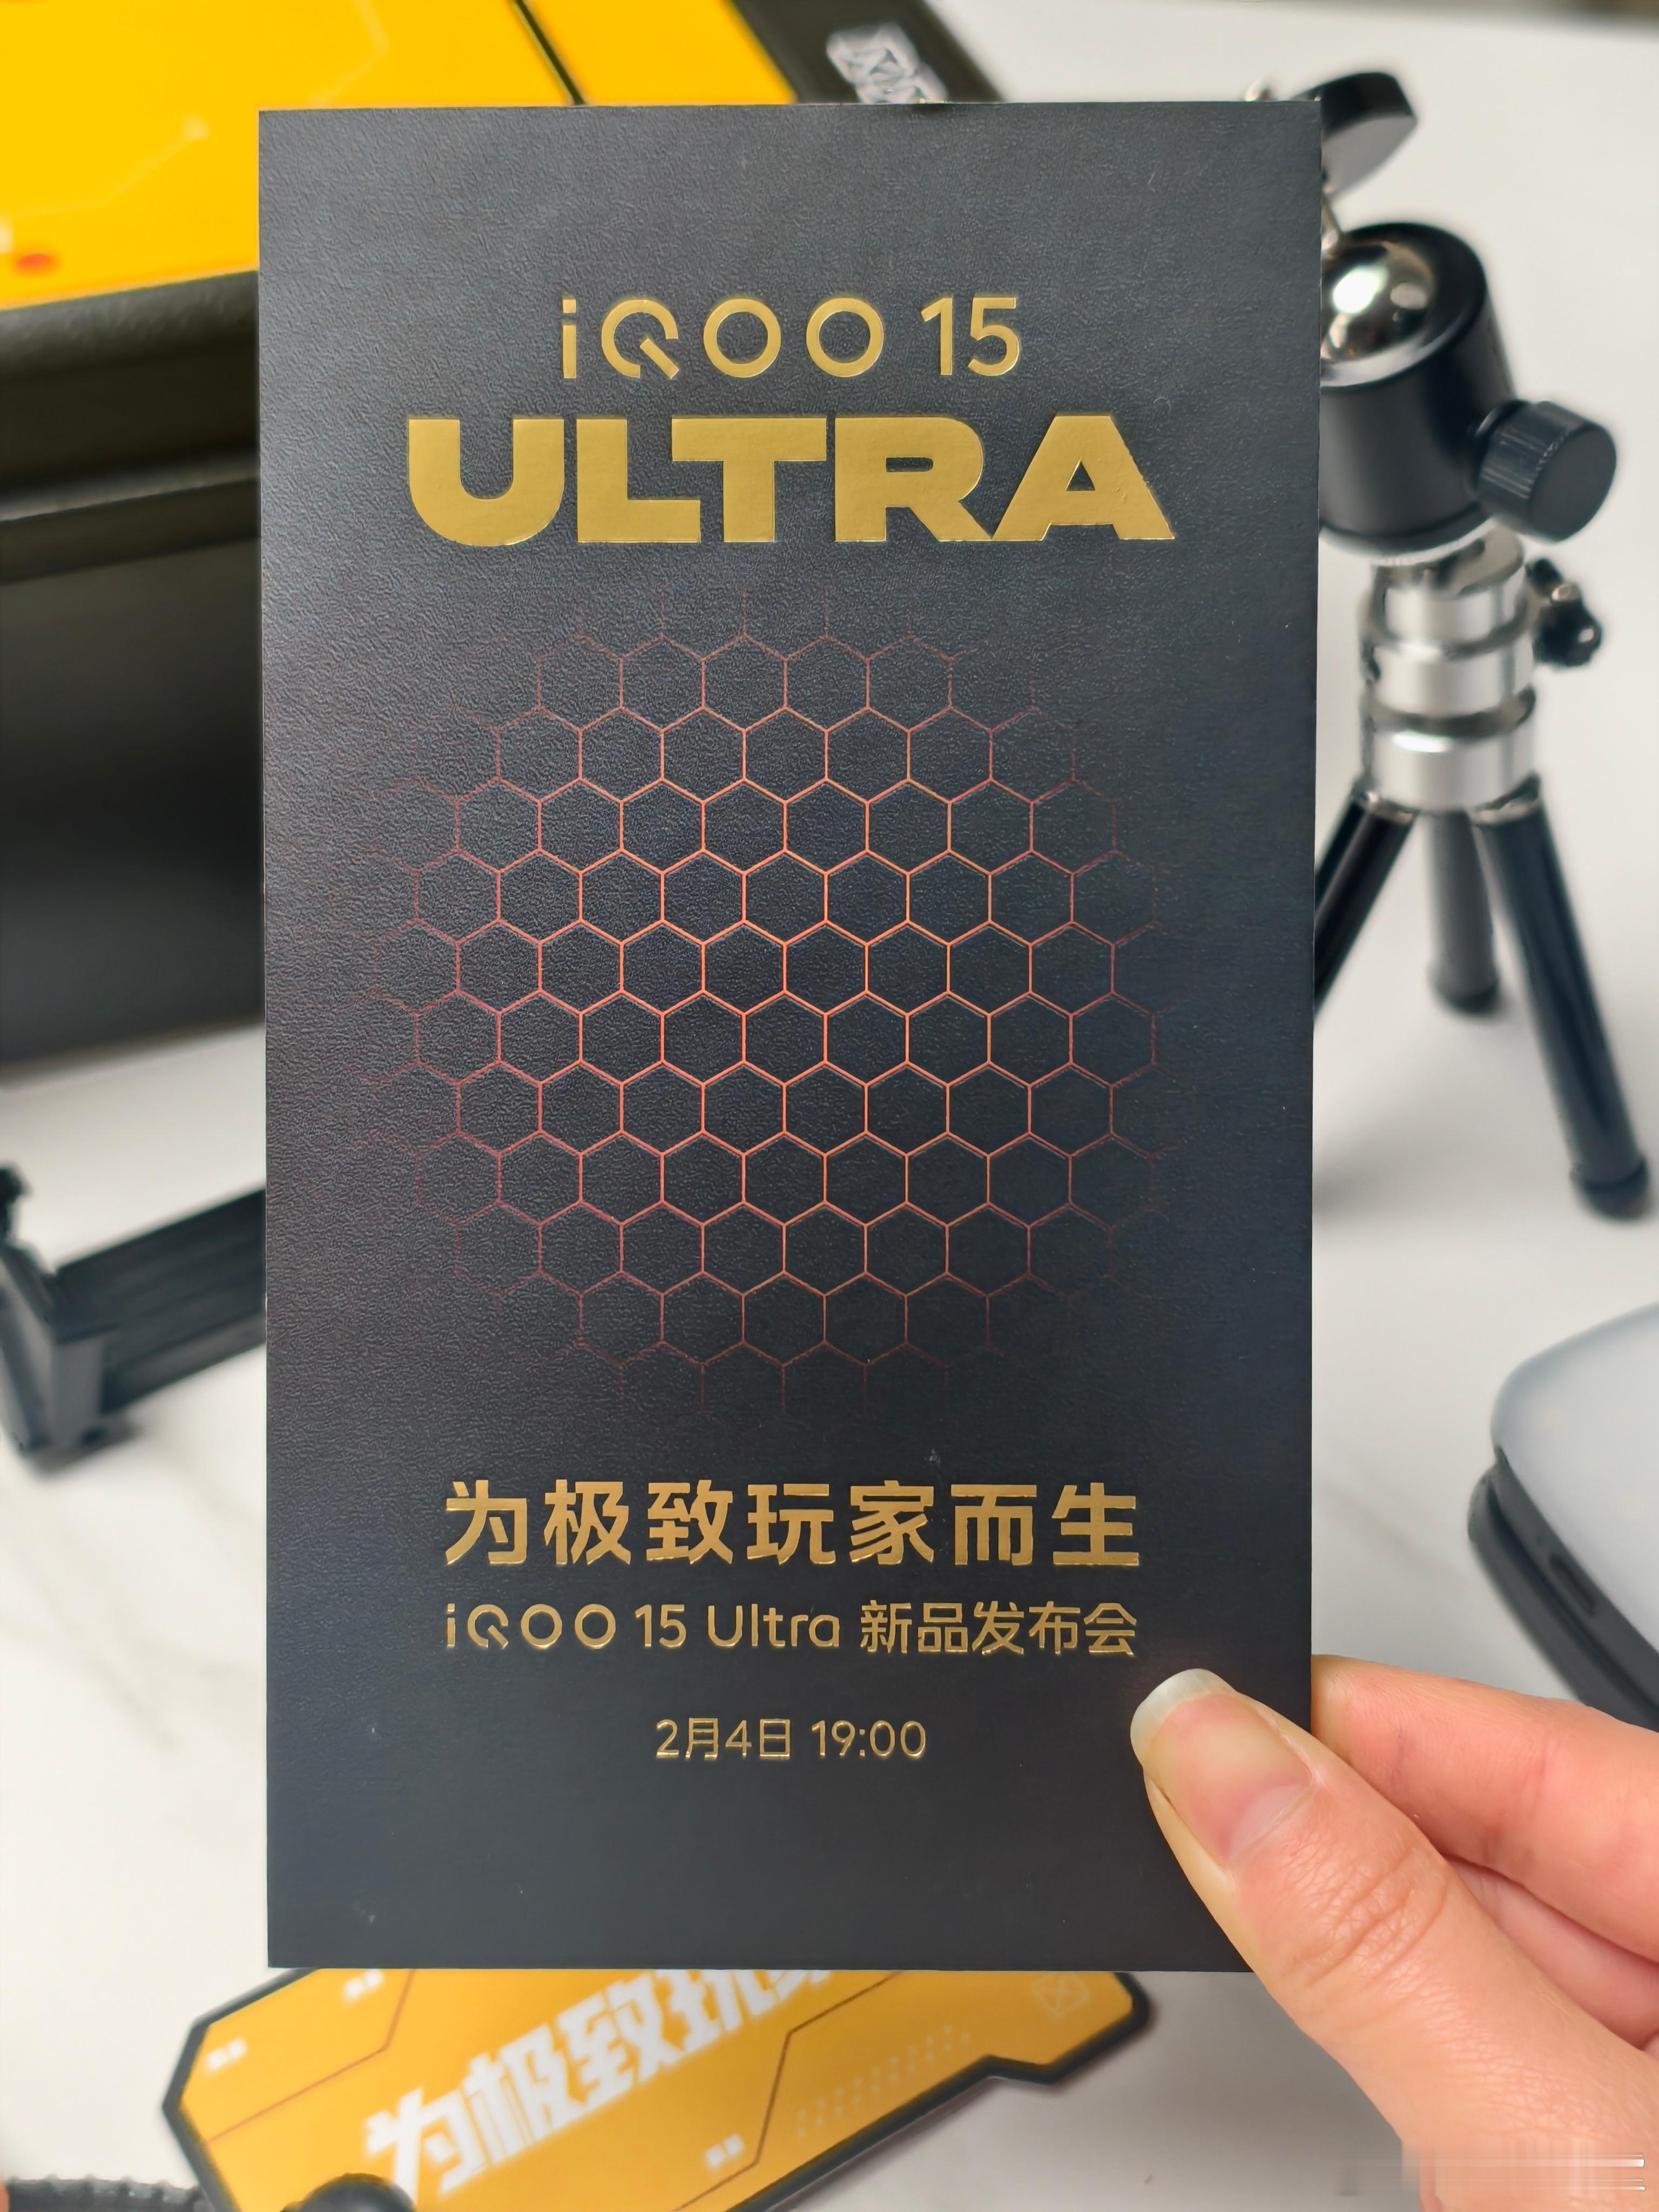 iQOO 15
ULTRA
为极致玩家而生
iQOO 15 Ultra 新品发布会
2月4日 19:00
为极致玩